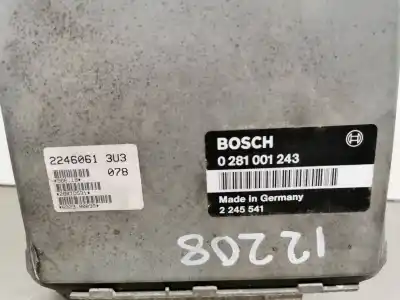 2246061 3U3
078
BOSCH
0 281 001 243
Made in Germany
2 245 541
12208